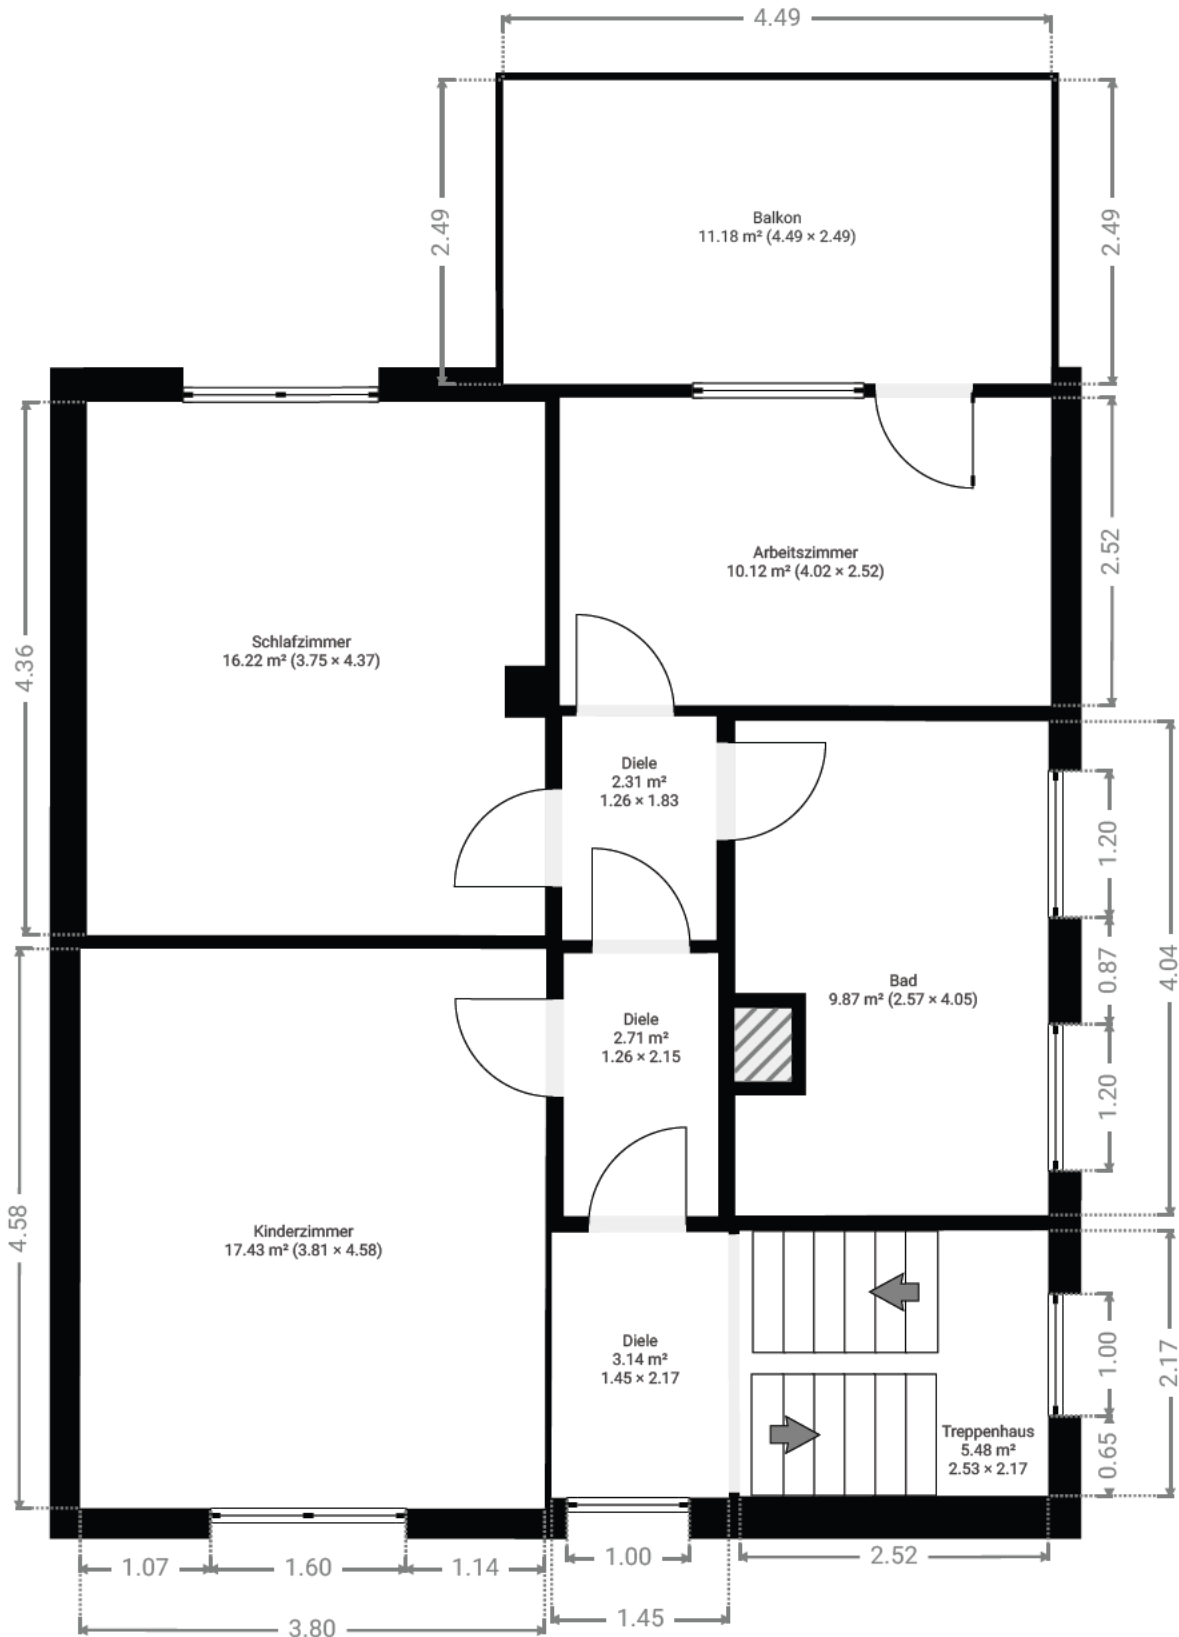 4.49
2.49
Balkon
11.18 m² (4.49 × 2.49)
2.49
4.36
Schlafzimmer
16.22 m² (3.75 × 4.37)
Arbeitszimmer
10.12 m² (4.02 × 2.52)
2.52
Diele
2.31 m²
1.26 × 1.83
1.20
0.87
1.20
4.04
Bad
9.87 m² (2.57 × 4.05)
Diele
2.71 m²
1.26 × 2.15
4.58
Kinderzimmer
17.43 m² (3.81 × 4.58)
Diele
3.14 m²
1.45 × 2.17
Treppenhaus
5.48 m²
2.53 × 2.17
1.00
0.65
2.17
1.07
1.60
1.14
1.00
2.52
3.80
1.45